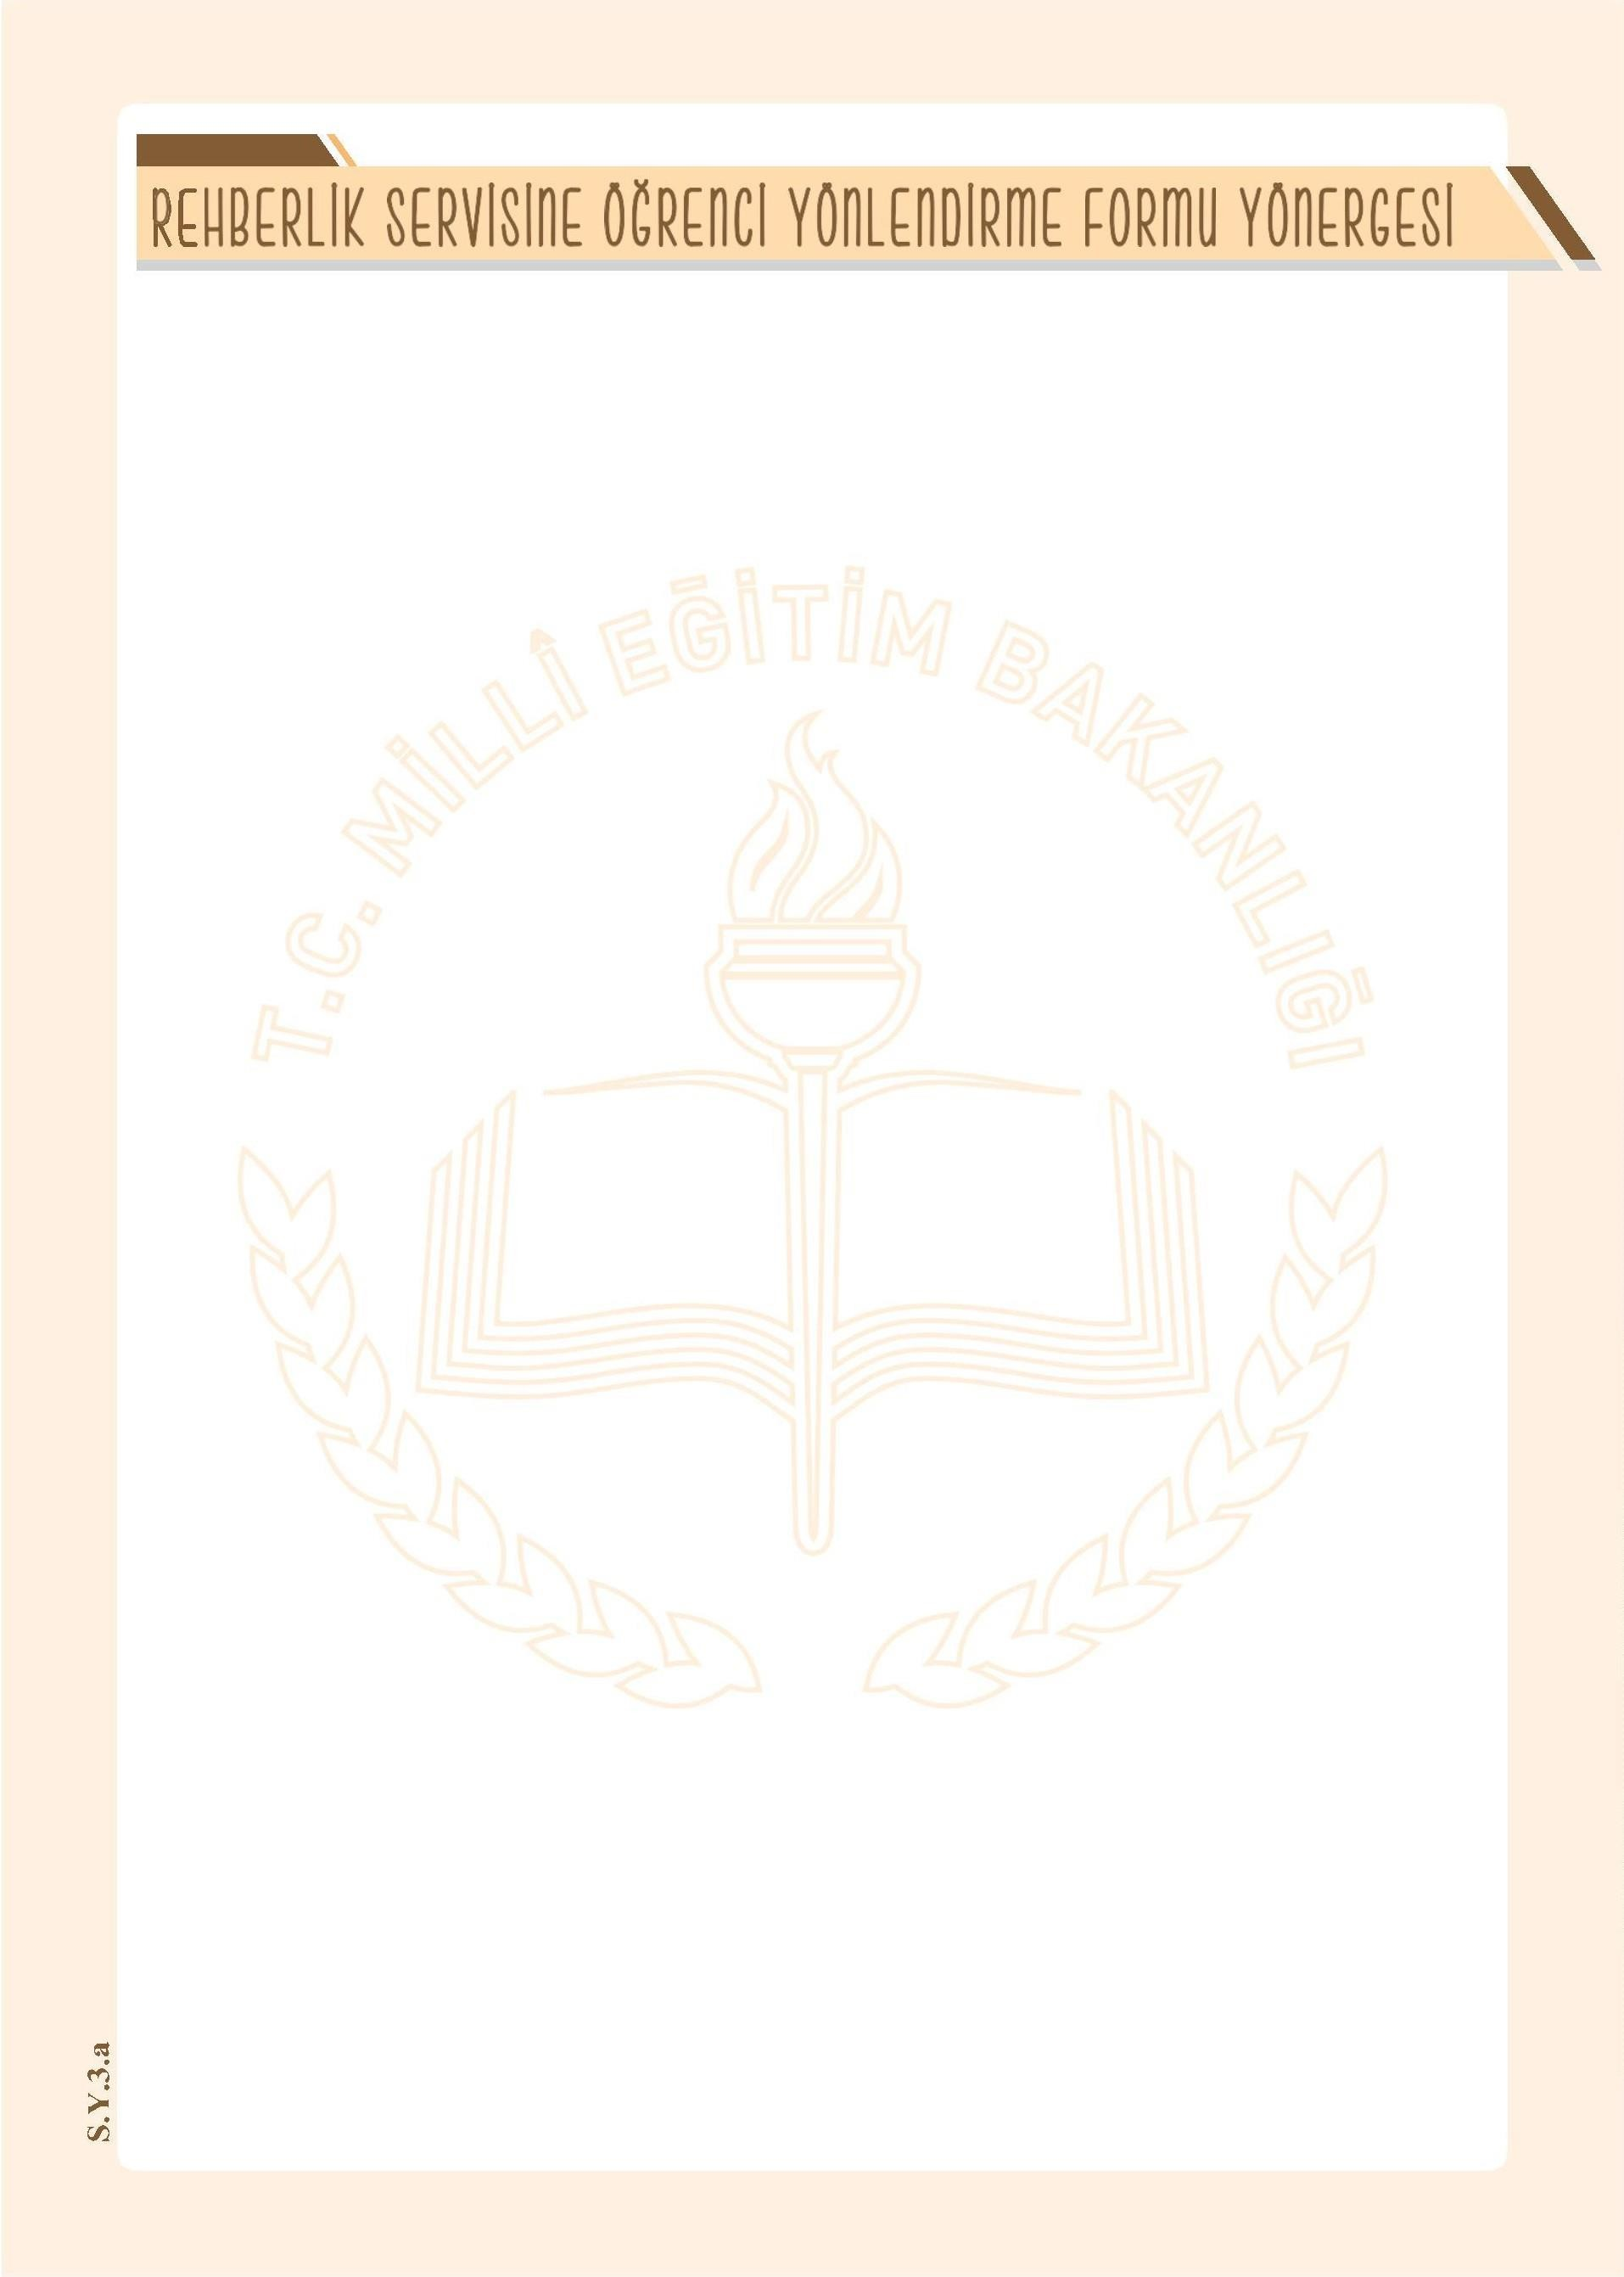 REHBERLİK SERVİSİNE ÖĞRENCİ YÖNLENDİRME FORMU YÖNERGESİ
T.C. MİLLÎ EĞİTİM BAKANLIĞI
S.Y.3.a